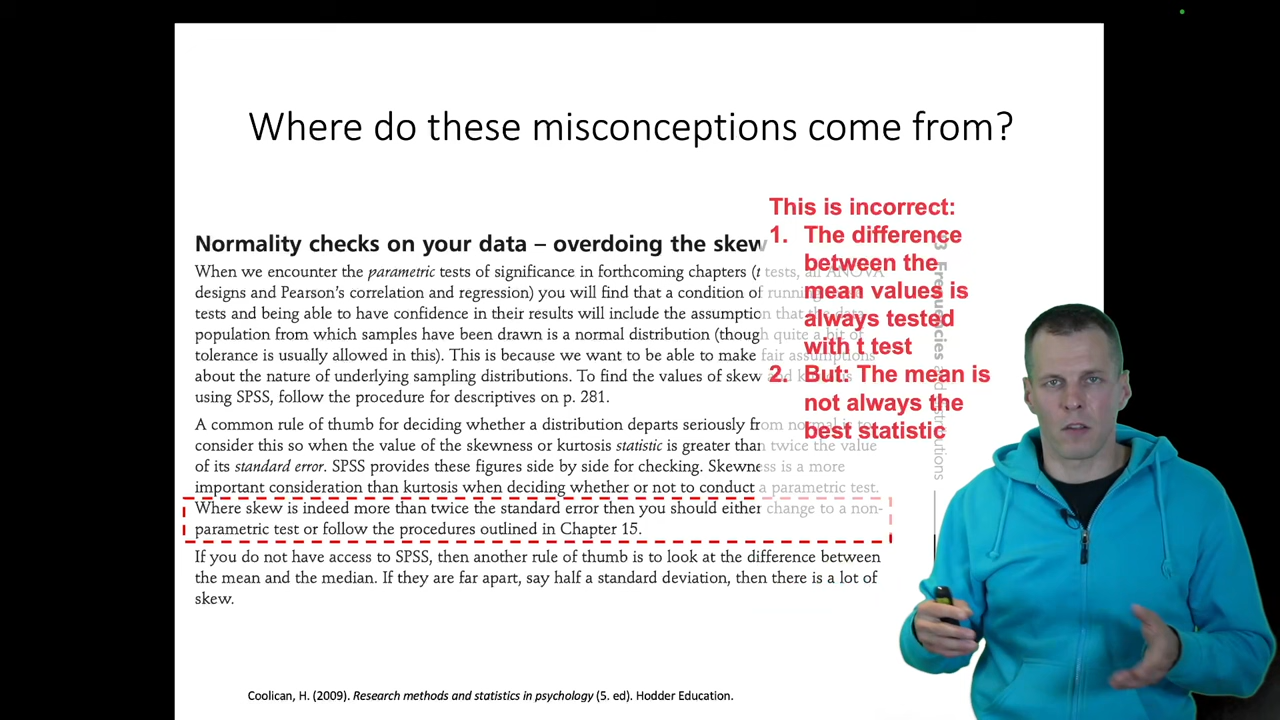 Where do these misconceptions come from?
This is incorrect:
1. The difference
between the
mean values is
always tested
with t test
2. But: The mean is
not always the
best statistic
Normality checks on your data – overdoing the skew
When we encounter the parametric tests of significance in forthcoming chapters (t tests, all ANOVA
designs and Pearson's correlation and regression) you will find that a condition of running
tests and being able to have confidence in their results will include the assumption that the data
population from which samples have been drawn is a normal distribution (though quite a bit of
tolerance is usually allowed in this). This is because we want to be able to make fair assumptions
about the nature of underlying sampling distributions. To find the values of skew and kurtosis
using SPSS, follow the procedure for descriptives on p. 281.
A common rule of thumb for deciding whether a distribution departs seriously from normal is to
consider this so when the value of the skewness or kurtosis statistic is greater than twice the value
of its standard error. SPSS provides these figures side by side for checking. Skewness is a more
important consideration than kurtosis when deciding whether or not to conduct a parametric test.
Where skew is indeed more than twice the standard error then you should either change to a non-
parametric test or follow the procedures outlined in Chapter 15.
If you do not have access to SPSS, then another rule of thumb is to look at the difference between
the mean and the median. If they are far apart, say half a standard deviation, then there is a lot of
skew.
Frequencies and distributions
Coolican, H. (2009). Research methods and statistics in psychology (5. ed). Hodder Education.